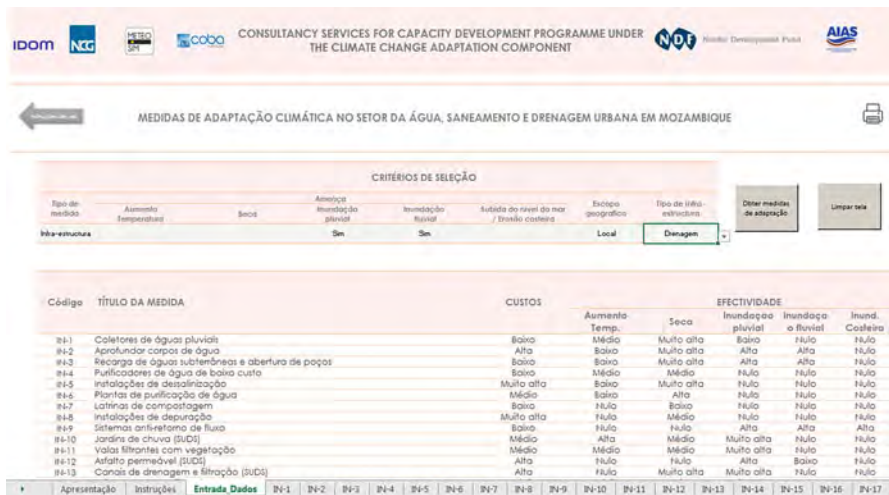 IDOM NCG METEO SIM coba CONSULTANCY SERVICES FOR CAPACITY DEVELOPMENT PROGRAMME UNDER NDF Nordic Development Fund AIAS
THE CLIMATE CHANGE ADAPTATION COMPONENT
MEDIDAS DE ADAPTAÇÃO CLIMÁTICA NO SETOR DA ÁGUA, SANEAMENTO E DRENAGEM URBANA EM MOZAMBIQUE
CRITÉRIOS DE SELEÇÃO
Ameaça
Tipo de medida Aumento Temperatura Seca Inundação pluvial Inundação fluvial Subida do nível do mar / Erosão costeira Escopo geográfico Tipo de infra-estructura Obter medidas de adaptação Limpar tela
Infra-estructura Sim Sim Local Drenagem
Código TÍTULO DA MEDIDA CUSTOS EFECTIVIDADE
Aumento Temp. Seca Inundaçao pluvial Inundaça o fluvial Inund. Costeira
IN-1 Coletores de águas pluviais Baixo Médio Muito alta Baixo Nulo Nulo
IN-2 Aprofundar corpos de água Alta Baixo Muito alta Alta Alta Nulo
IN-3 Recarga de águas subterrâneas e abertura de poços Baixo Baixo Muito alta Alta Alta Nulo
IN-4 Purificadores de água de baixo custo Baixo Médio Médio Nulo Nulo Nulo
IN-5 Instalações de dessalinização Muito alta Baixo Muito alta Nulo Nulo Nulo
IN-6 Plantas de purificação de água Médio Baixo Alta Nulo Nulo Nulo
IN-7 Latrinas de compostagem Baixo Nulo Baixo Nulo Nulo Nulo
IN-8 Instalações de depuração Muito alta Nulo Médio Nulo Nulo Nulo
IN-9 Sistemas anti-retorno de fluxo Baixo Nulo Nulo Alta Alta Alta
IN-10 Jardins de chuva (SUDS) Médio Alta Médio Muito alta Nulo Nulo
IN-11 Valas filtrantes com vegetação Médio Médio Médio Muito alta Nulo Nulo
IN-12 Asfalto permeável (SUDS) Alta Nulo Nulo Alta Baixo Nulo
IN-13 Canais de drenagem e filtração (SUDS) Alta Nulo Muito alta Muito alta Nulo Nulo
Apresentação Instruções Entrada_Dados IN-1 IN-2 IN-3 IN-4 IN-5 IN-6 IN-7 IN-8 IN-9 IN-10 IN-11 IN-12 IN-13 IN-14 IN-15 IN-16 IN-17